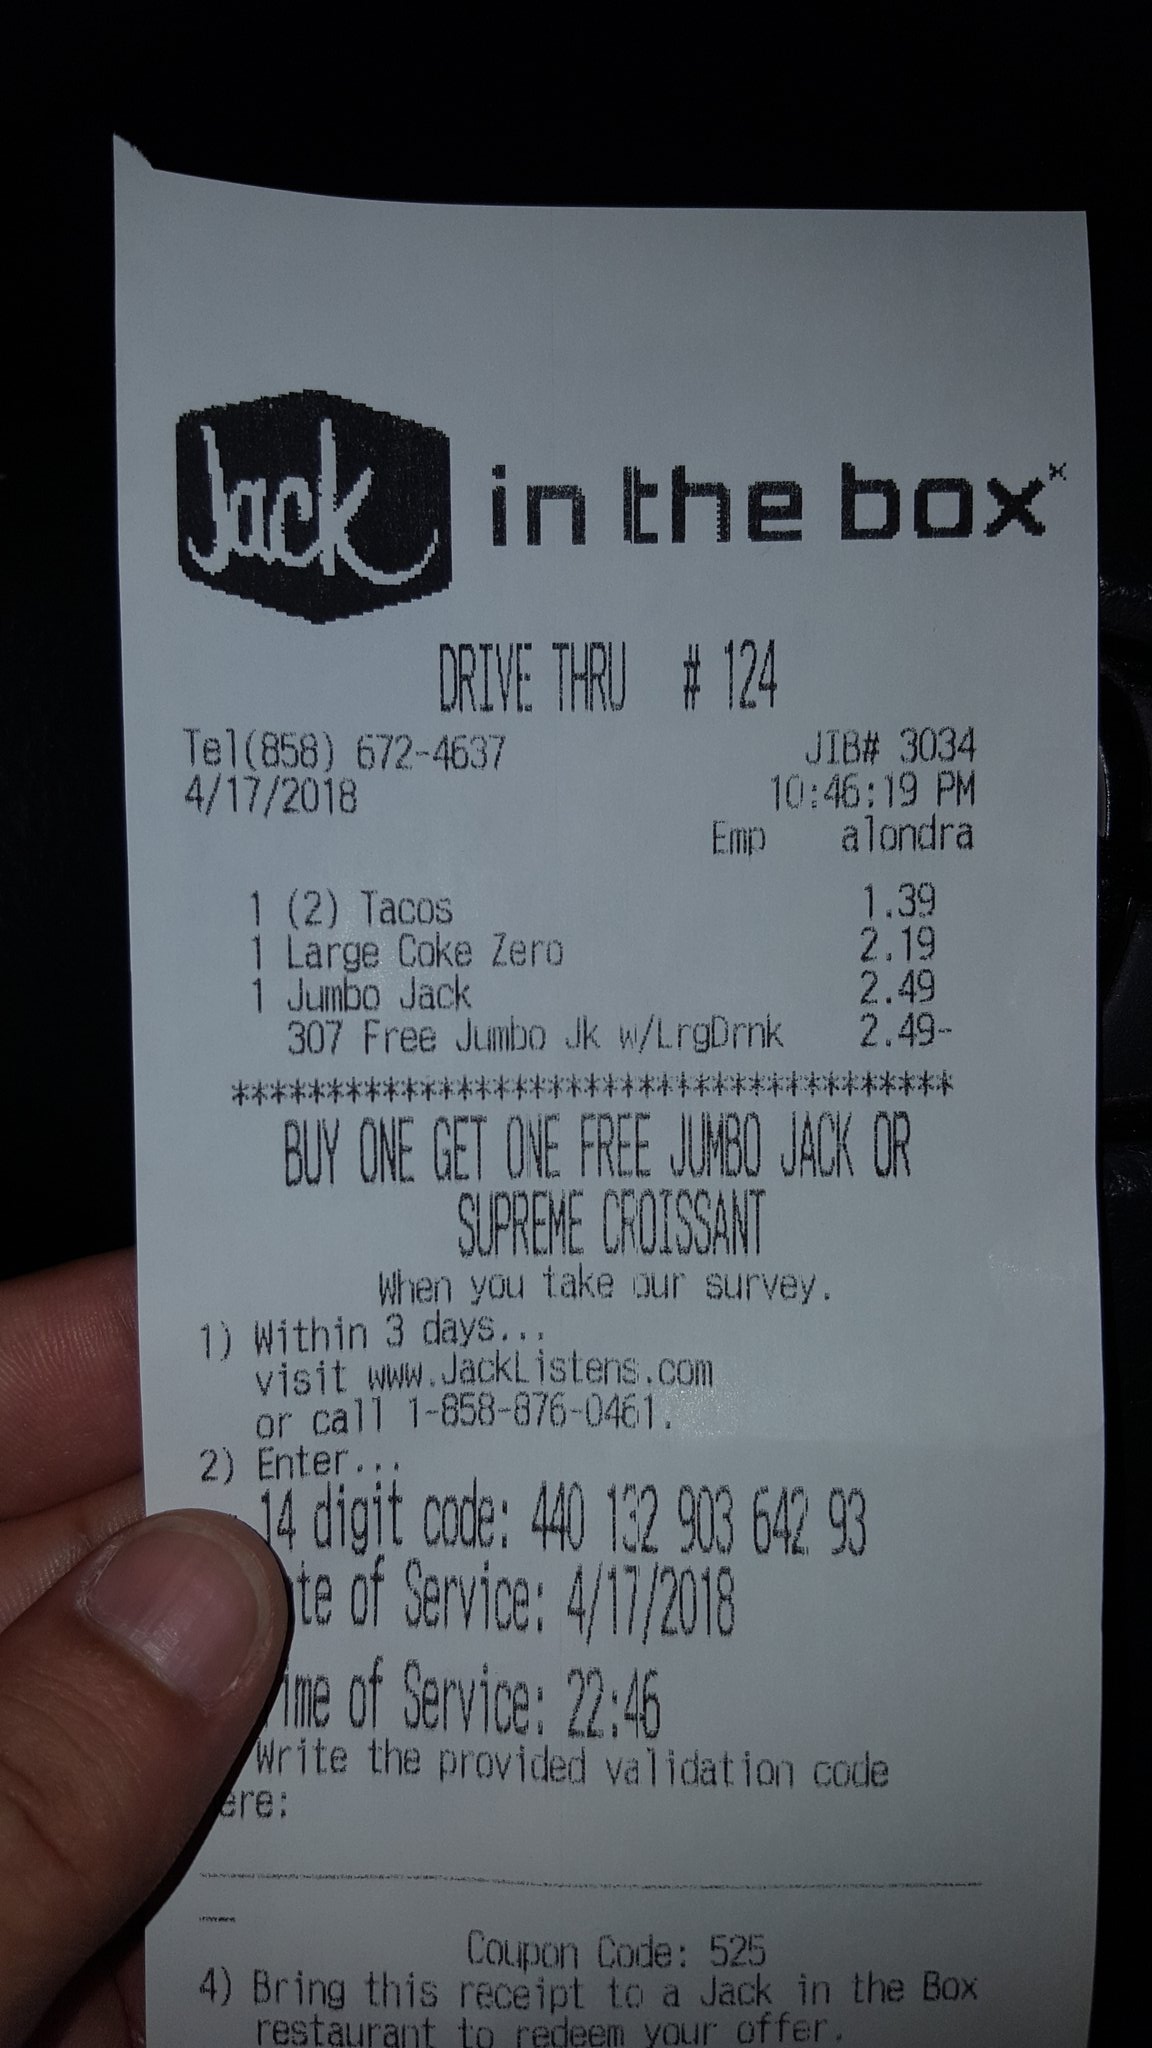 Jack in the box
DRIVE THRU # 124
Tel(858) 672-4637 JIB# 3034
4/17/2018 10:46:19 PM
Emp alondra
1 (2) Tacos 1.39
1 Large Coke Zero 2.19
1 Jumbo Jack 2.49
307 Free Jumbo Jk w/LrgDrnk 2.49-
***************************************
BUY ONE GET ONE FREE JUMBO JACK OR
SUPREME CROISSANT
When you take our survey.
1) Within 3 days...
visit www.JackListens.com
or call 1-858-876-0461.
2) Enter...
14 digit code: 440 132 903 642 93
te of Service: 4/17/2018
ime of Service: 22:46
Write the provided validation code
ere:
Coupon Code: 525
4) Bring this receipt to a Jack in the Box
restaurant to redeem your offer.